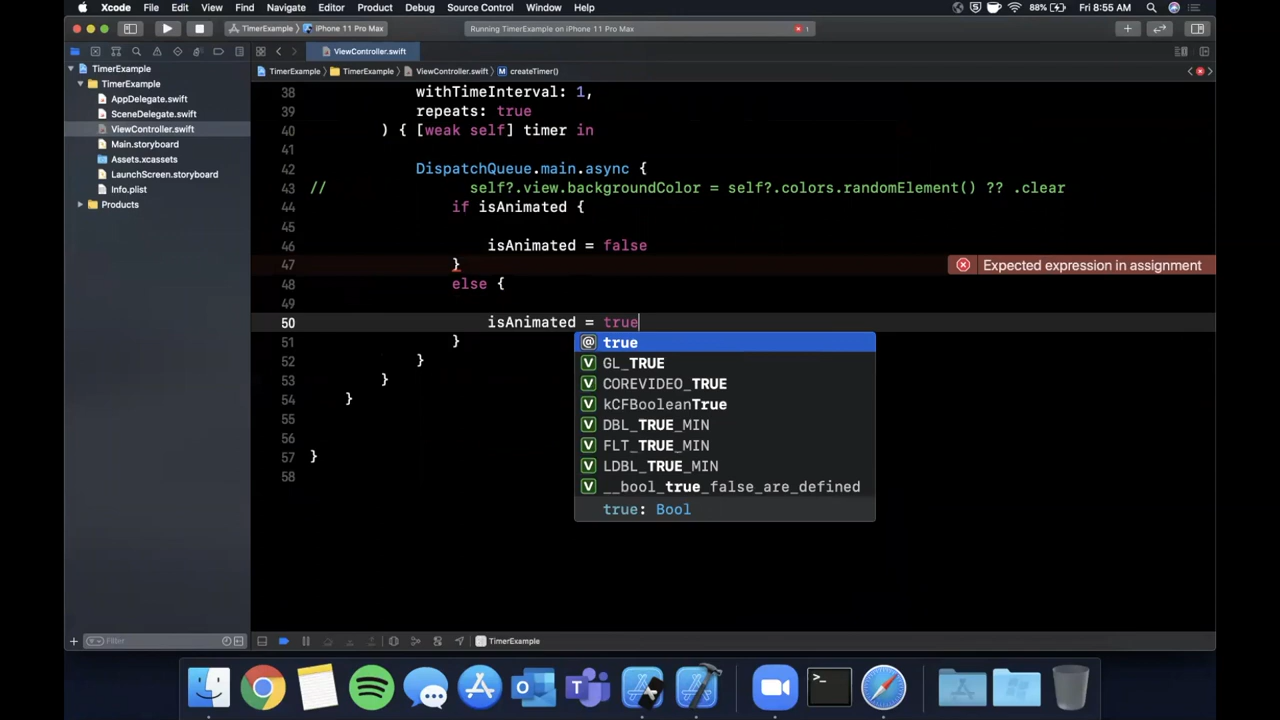 Xcode File Edit View Find Navigate Editor Product Debug Source Control Window Help 88% Fri 8:55 AM
TimerExample iPhone 11 Pro Max Running TimerExample on iPhone 11 Pro Max 1
ViewController.swift
TimerExample TimerExample TimerExample ViewController.swift createTimer()
TimerExample
AppDelegate.swift
SceneDelegate.swift
ViewController.swift
Main.storyboard
Assets.xcassets
LaunchScreen.storyboard
Info.plist
Products
38 withTimeInterval: 1,
39 repeats: true
40 ) { [weak self] timer in
41
42 DispatchQueue.main.async {
43 // self?.view.backgroundColor = self?.colors.randomElement() ?? .clear
44 if isAnimated {
45
46 isAnimated = false
47 } Expected expression in assignment
48 else {
49
50 isAnimated = true
51 }
52 }
53 }
54 }
55
56
57 }
58
true
GL_TRUE
COREVIDEO_TRUE
kCFBooleanTrue
DBL_TRUE_MIN
FLT_TRUE_MIN
LDBL_TRUE_MIN
__bool_true_false_are_defined
true: Bool
Filter TimerExample